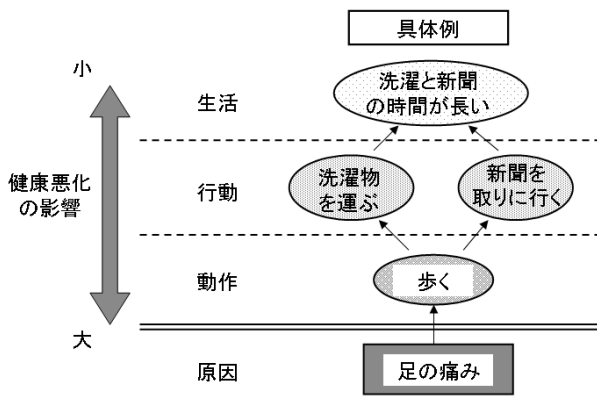 具体例
小
生活
洗濯と新聞
の時間が長い
健康悪化
の影響
行動
洗濯物
を運ぶ
新聞を
取りに行く
動作
歩く
大
原因
足の痛み